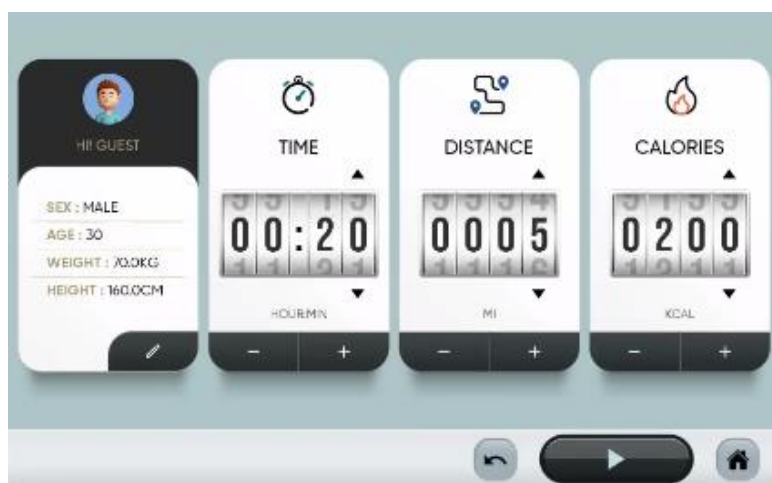 HI! GUEST
SEX : MALE
AGE : 30
WEIGHT : 70.0KG
HEIGHT : 160.0CM
TIME
00:20
HOUR:MIN
DISTANCE
0005
MI
CALORIES
0200
KCAL